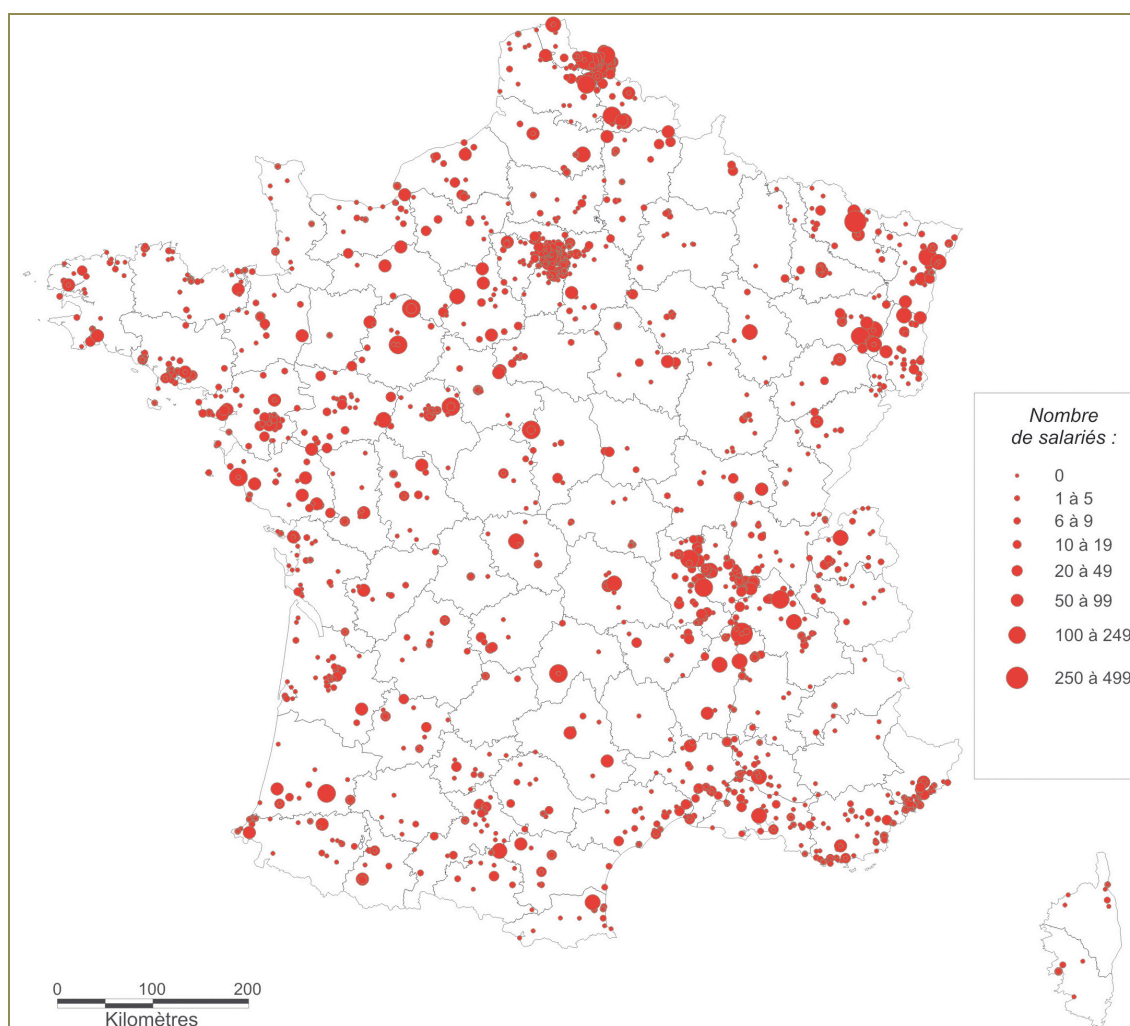 Nombre
de salariés :
0
1 à 5
6 à 9
10 à 19
20 à 49
50 à 99
100 à 249
250 à 499
0 100 200
Kilomètres